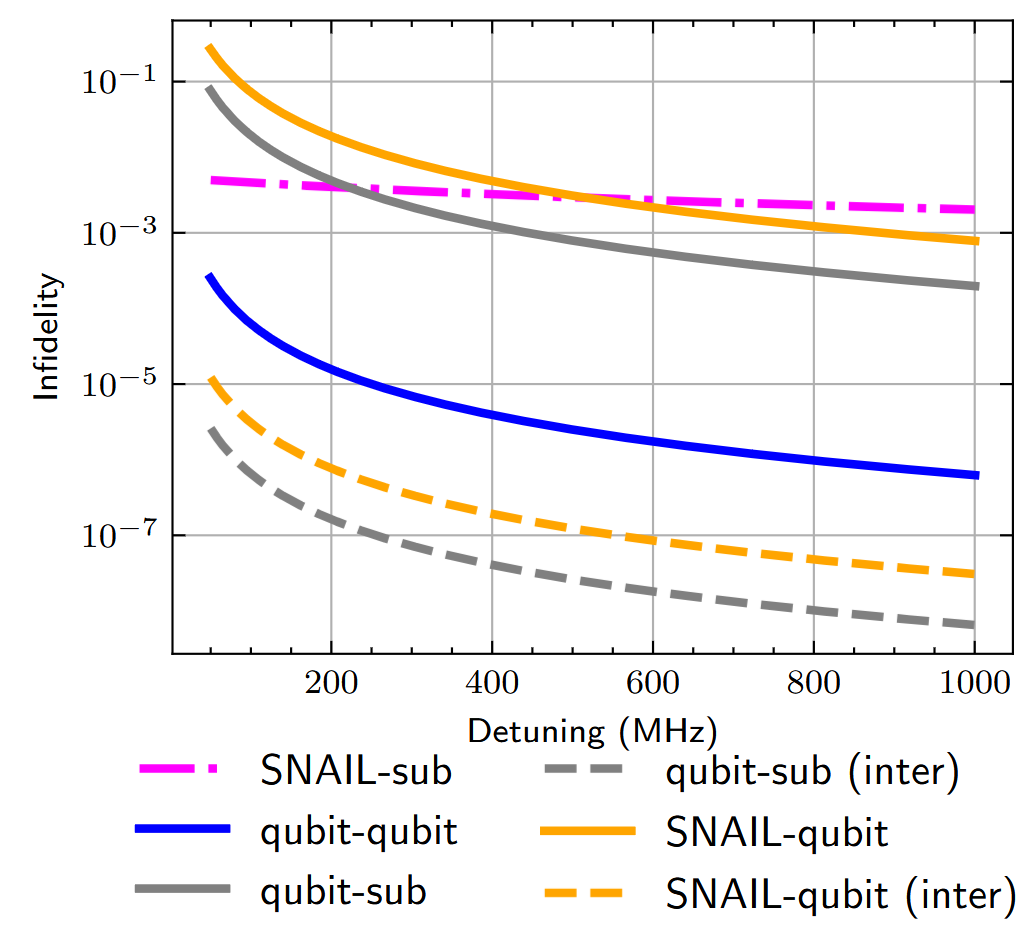 10⁻¹
10⁻³
10⁻⁵
10⁻⁷
Infidelity
200 400 600 800 1000
Detuning (MHz)
SNAIL-sub qubit-sub (inter)
qubit-qubit SNAIL-qubit
qubit-sub SNAIL-qubit (inter)